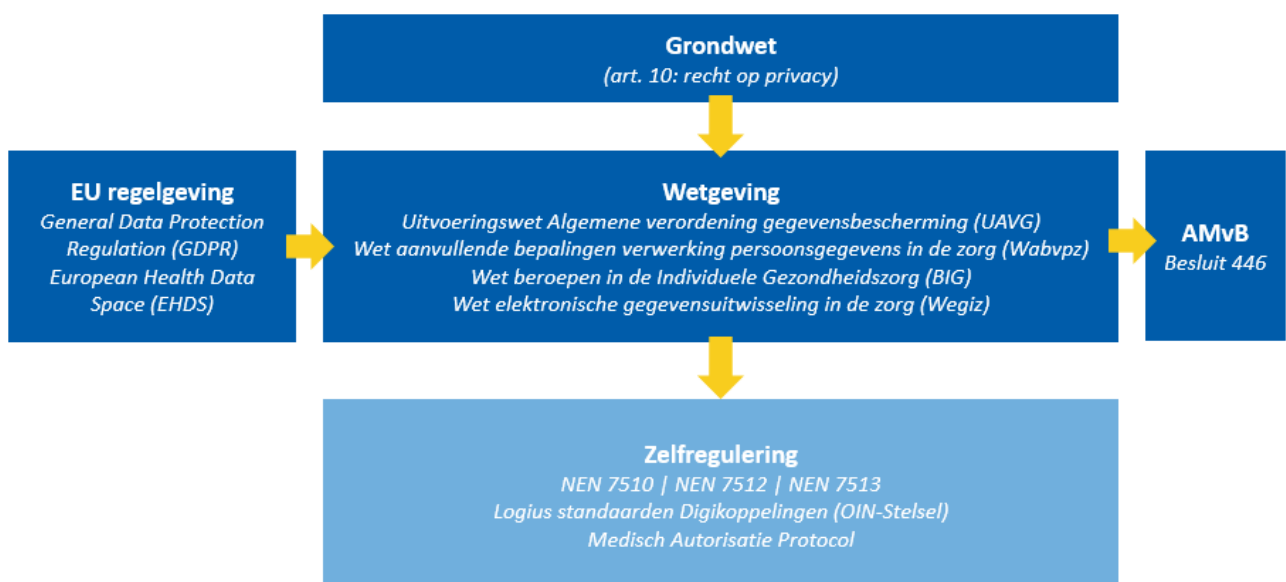 Grondwet
(art. 10: recht op privacy)
EU regelgeving
General Data Protection
Regulation (GDPR)
European Health Data
Space (EHDS)
Wetgeving
Uitvoeringswet Algemene verordening gegevensbescherming (UAVG)
Wet aanvullende bepalingen verwerking persoonsgegevens in de zorg (Wabvpz)
Wet beroepen in de Individuele Gezondheidszorg (BIG)
Wet elektronische gegevensuitwisseling in de zorg (Wegiz)
AMvB
Besluit 446
Zelfregulering
NEN 7510 | NEN 7512 | NEN 7513
Logius standaarden Digikoppelingen (OIN-Stelsel)
Medisch Autorisatie Protocol